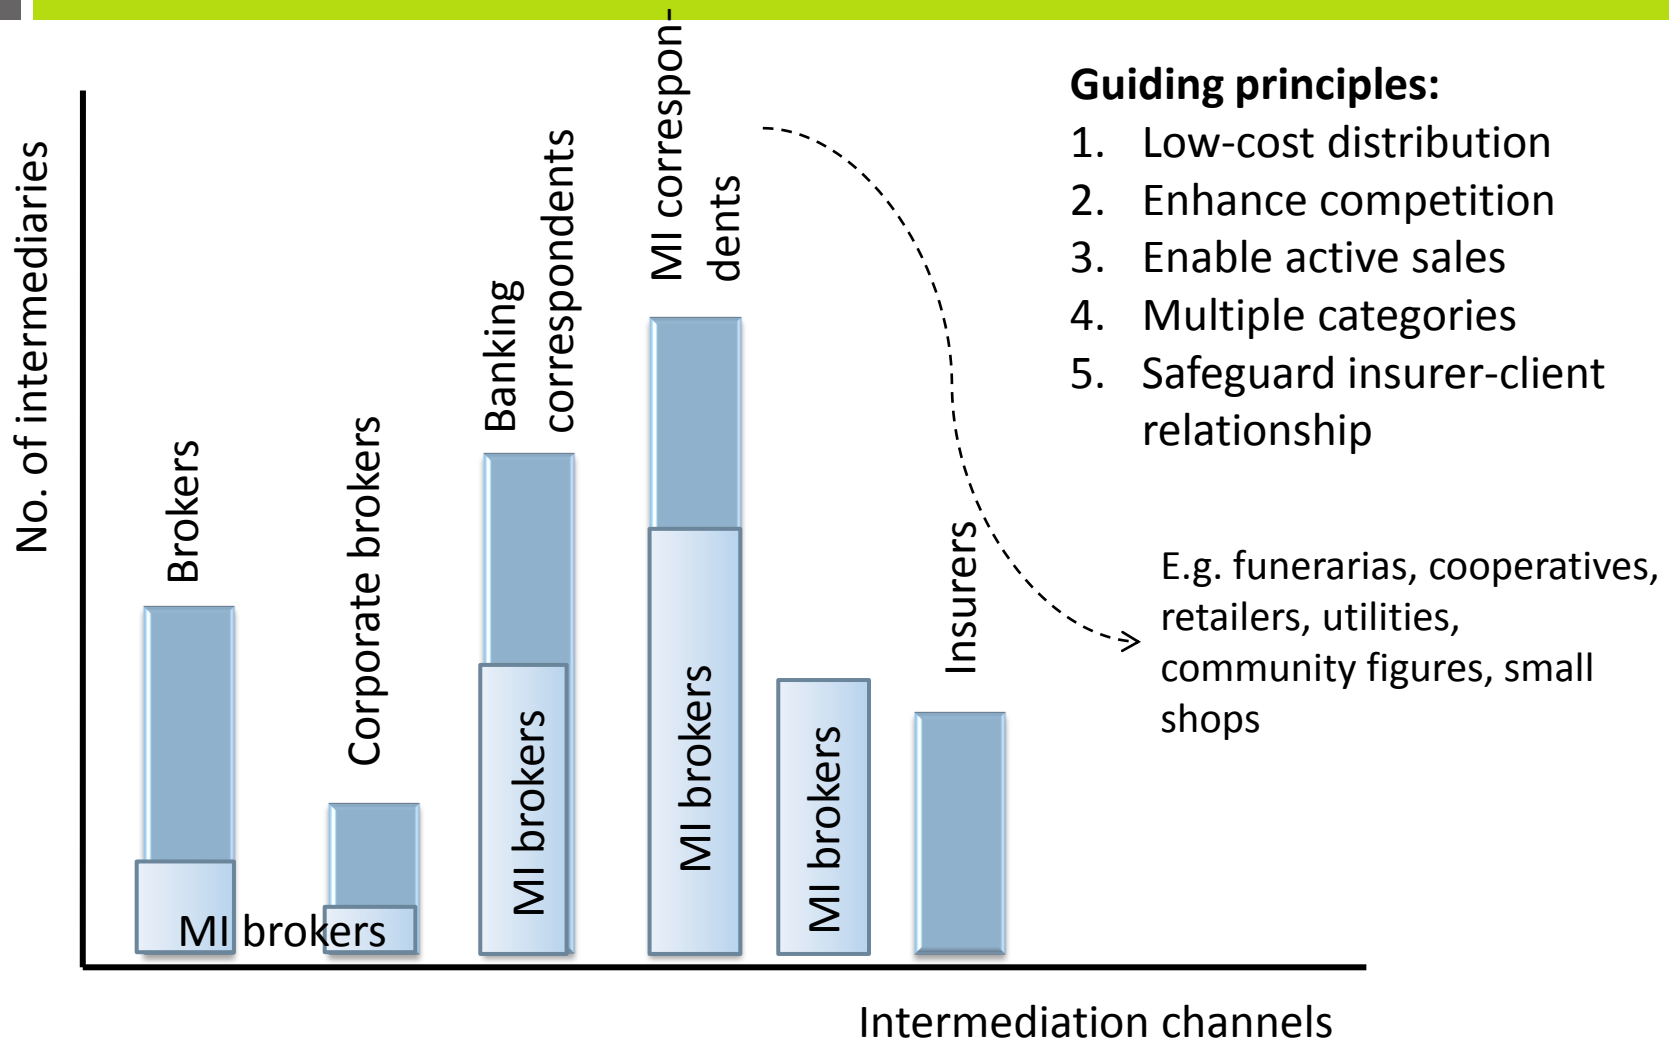 No. of intermediaries
Brokers
Corporate brokers
Banking
correspondents
MI correspon-
dents
Insurers
MI brokers
MI brokers
MI brokers
MI brokers
Intermediation channels
Guiding principles:
1. Low-cost distribution
2. Enhance competition
3. Enable active sales
4. Multiple categories
5. Safeguard insurer-client
relationship
E.g. funerarias, cooperatives,
retailers, utilities,
community figures, small
shops